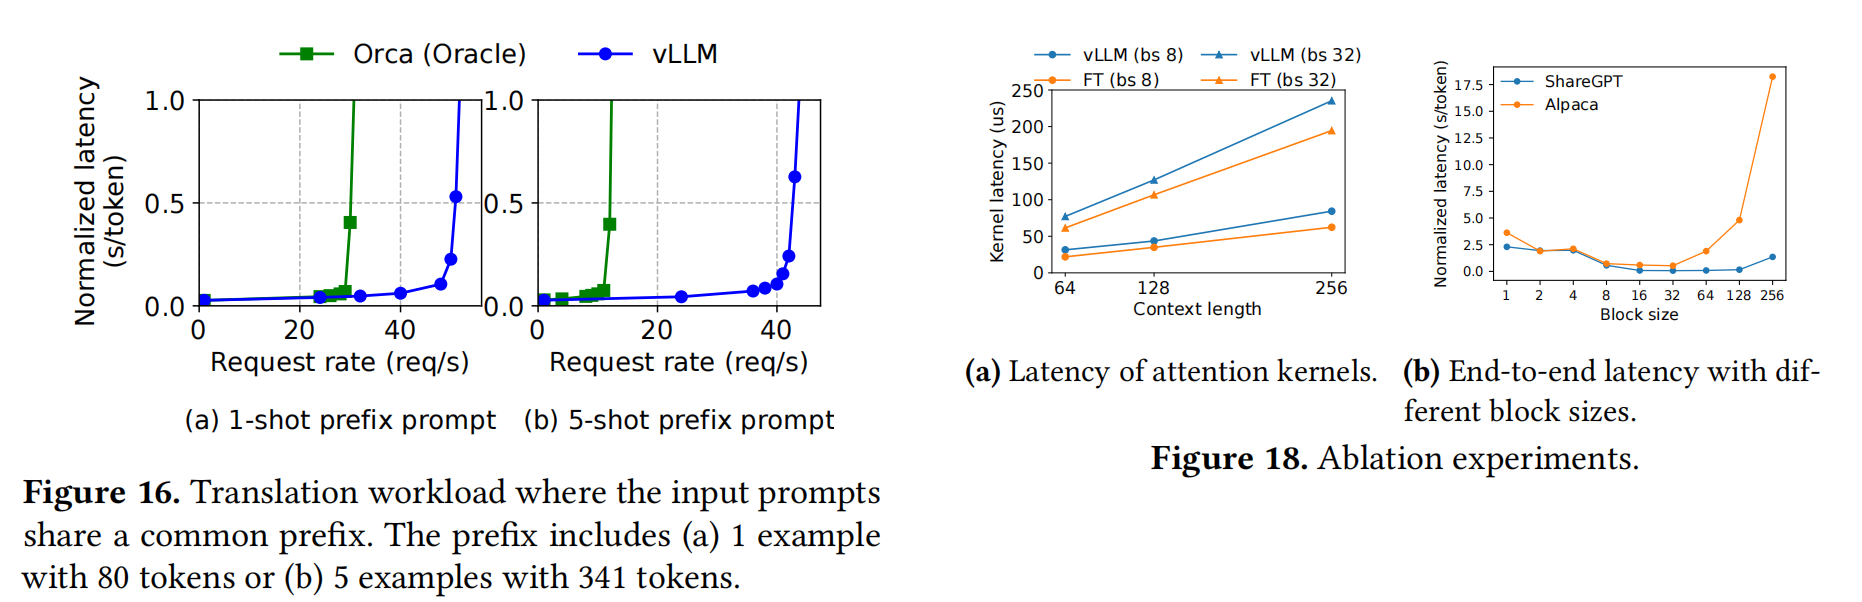 Orca (Oracle) vLLM
Normalized latency
(s/token)
1.0
0.5
0.0
0 20 40
Request rate (req/s)
(a) 1-shot prefix prompt
1.0
0.5
0.0
0 20 40
Request rate (req/s)
(b) 5-shot prefix prompt
Figure 16. Translation workload where the input prompts
share a common prefix. The prefix includes (a) 1 example
with 80 tokens or (b) 5 examples with 341 tokens.
vLLM (bs 8) vLLM (bs 32)
FT (bs 8) FT (bs 32)
Kernel latency (us)
250
200
150
100
50
0
64 128 256
Context length
(a) Latency of attention kernels.
ShareGPT
Alpaca
Normalized latency (s/token)
17.5
15.0
12.5
10.0
7.5
5.0
2.5
0.0
1 2 4 8 16 32 64 128 256
Block size
(b) End-to-end latency with dif-
ferent block sizes.
Figure 18. Ablation experiments.